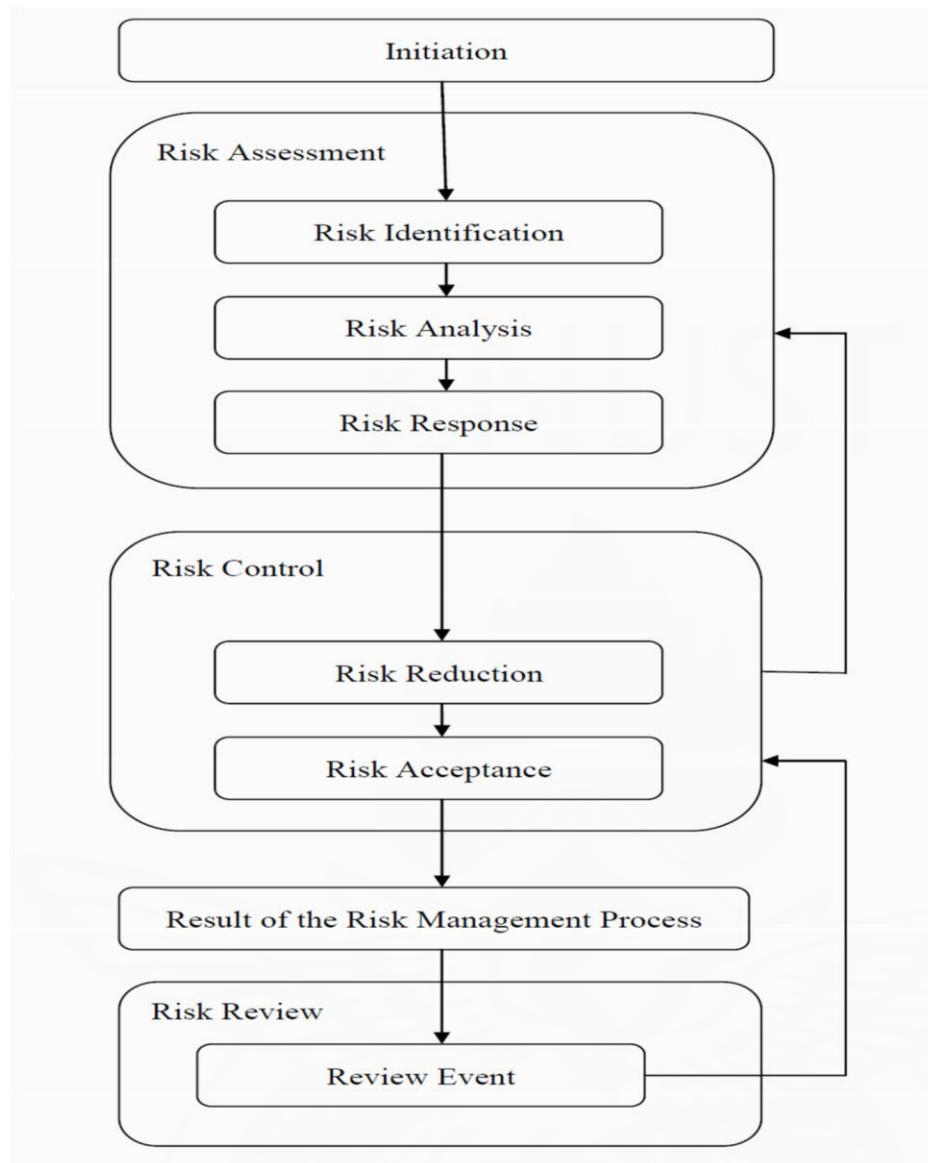 Initiation
Risk Assessment
Risk Identification
Risk Analysis
Risk Response
Risk Control
Risk Reduction
Risk Acceptance
Result of the Risk Management Process
Risk Review
Review Event